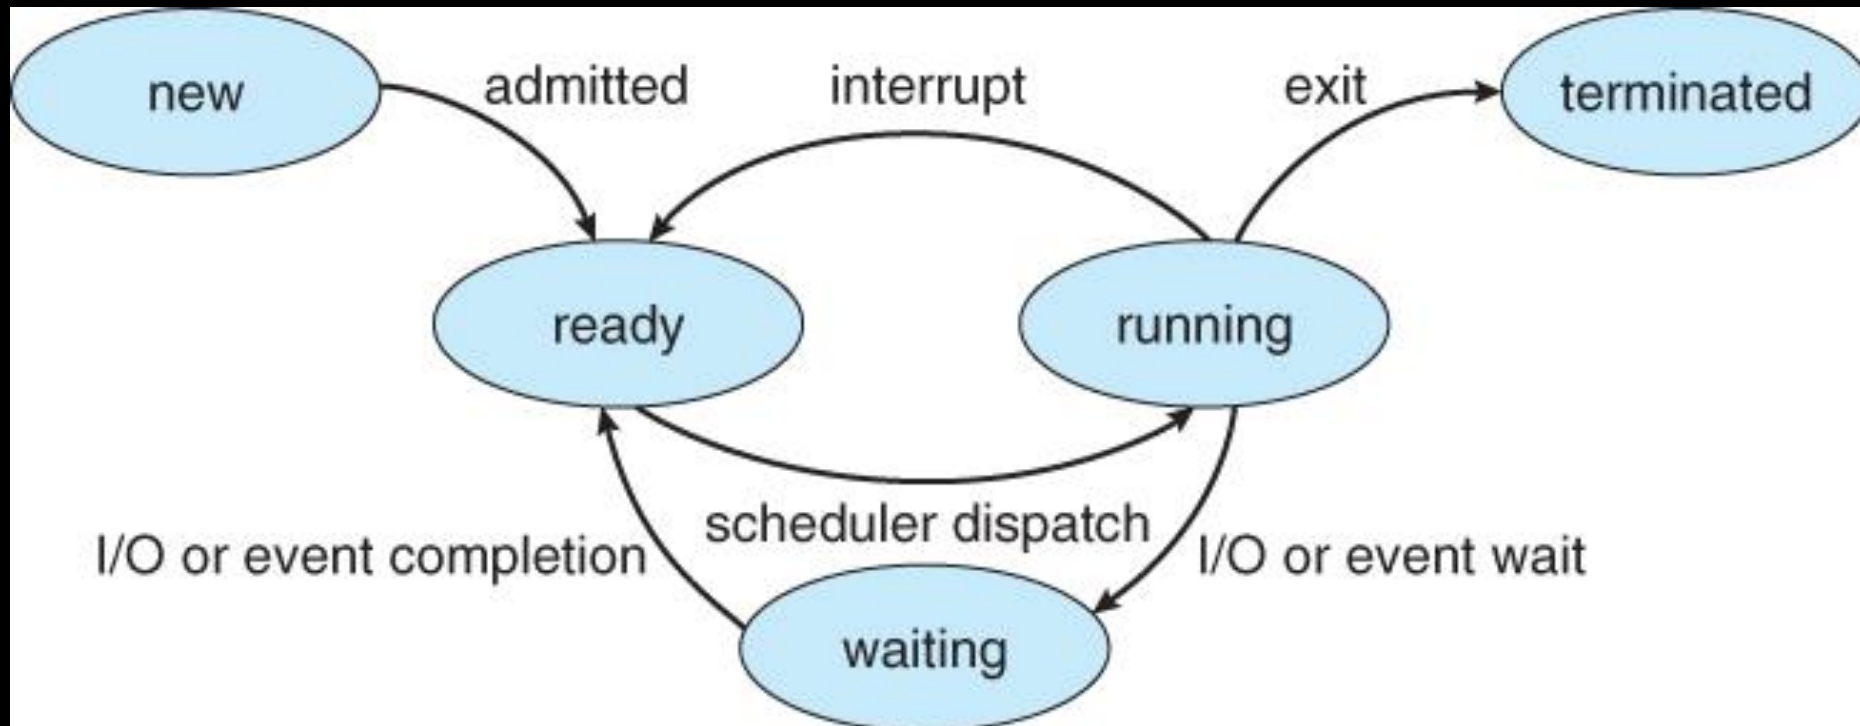 new
admitted
interrupt
exit
terminated
ready
running
scheduler dispatch
I/O or event completion
I/O or event wait
waiting